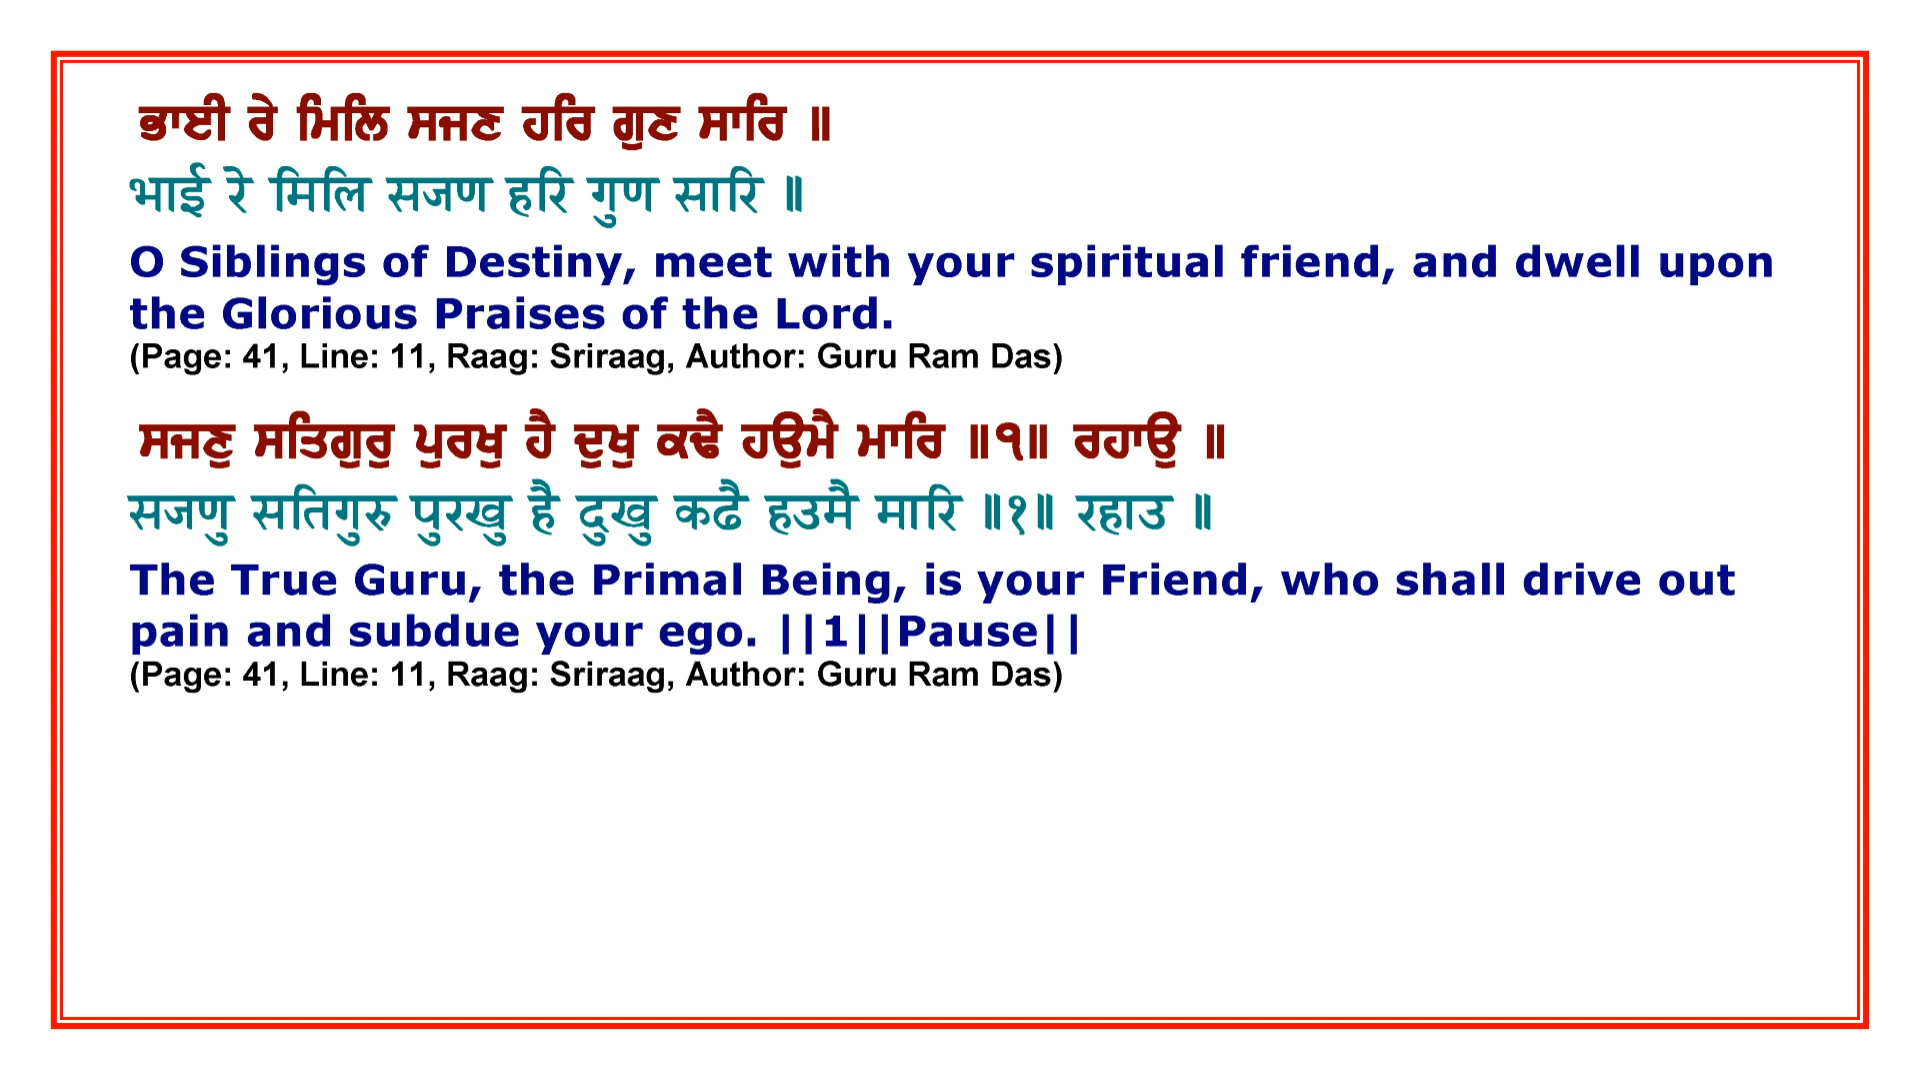 ਭਾਈ ਰੇ ਮਿਲਿ ਸਜਣ ਹਰਿ ਗੁਣ ਸਾਰਿ ॥
भाई रे मिलि सजण हरि गुण सारि ॥
O Siblings of Destiny, meet with your spiritual friend, and dwell upon
the Glorious Praises of the Lord.
(Page: 41, Line: 11, Raag: Sriraag, Author: Guru Ram Das)
ਸਜਣੁ ਸਤਿਗੁਰੁ ਪੁਰਖੁ ਹੈ ਦੁਖੁ ਕਢੈ ਹਉਮੈ ਮਾਰਿ ॥੧॥ ਰਹਾਉ ॥
सजणु सतिगुरु पुरखु है दुखु कढै हउमै मारि ॥१॥ रहाउ ॥
The True Guru, the Primal Being, is your Friend, who shall drive out
pain and subdue your ego. ||1||Pause||
(Page: 41, Line: 11, Raag: Sriraag, Author: Guru Ram Das)